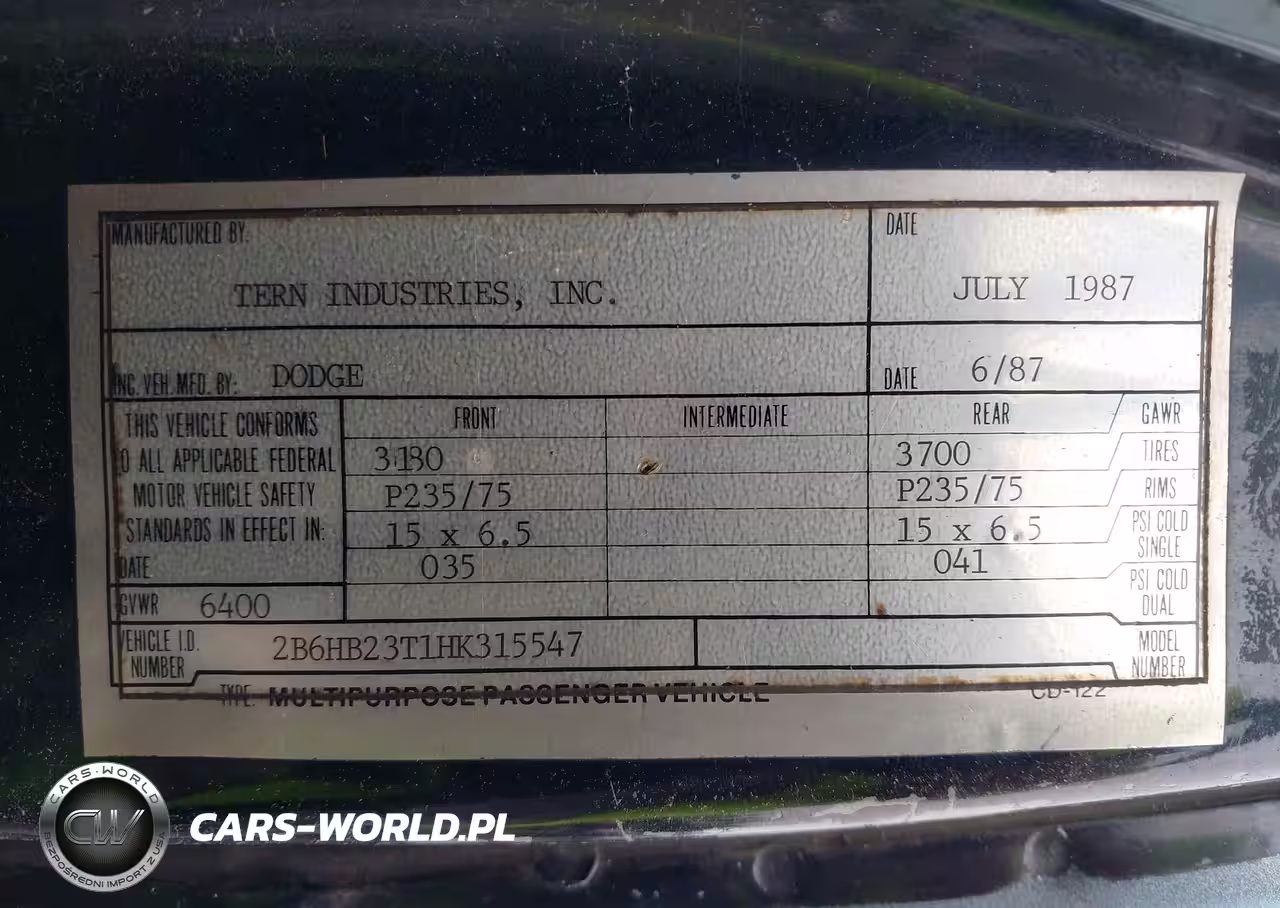 MANUFACTURED BY:
TERN INDUSTRIES, INC.
DATE
JULY 1987
INC. VEH. MFD. BY: DODGE
DATE 6/87
THIS VEHICLE CONFORMS
TO ALL APPLICABLE FEDERAL
MOTOR VEHICLE SAFETY
STANDARDS IN EFFECT IN:
DATE
FRONT INTERMEDIATE REAR GAWR
3180 3700 TIRES
P235/75 P235/75 RIMS
15 x 6.5 15 x 6.5 PSI COLD SINGLE
035 041 PSI COLD DUAL
GVWR 6400
VEHICLE I.D. NUMBER 2B6HB23T1HK315547
MODEL NUMBER
TYPE: MULTIPURPOSE PASSENGER VEHICLE CD-122
CARS-WORLD
CW
BEZPOŚREDNI IMPORT Z USA
CARS-WORLD.PL